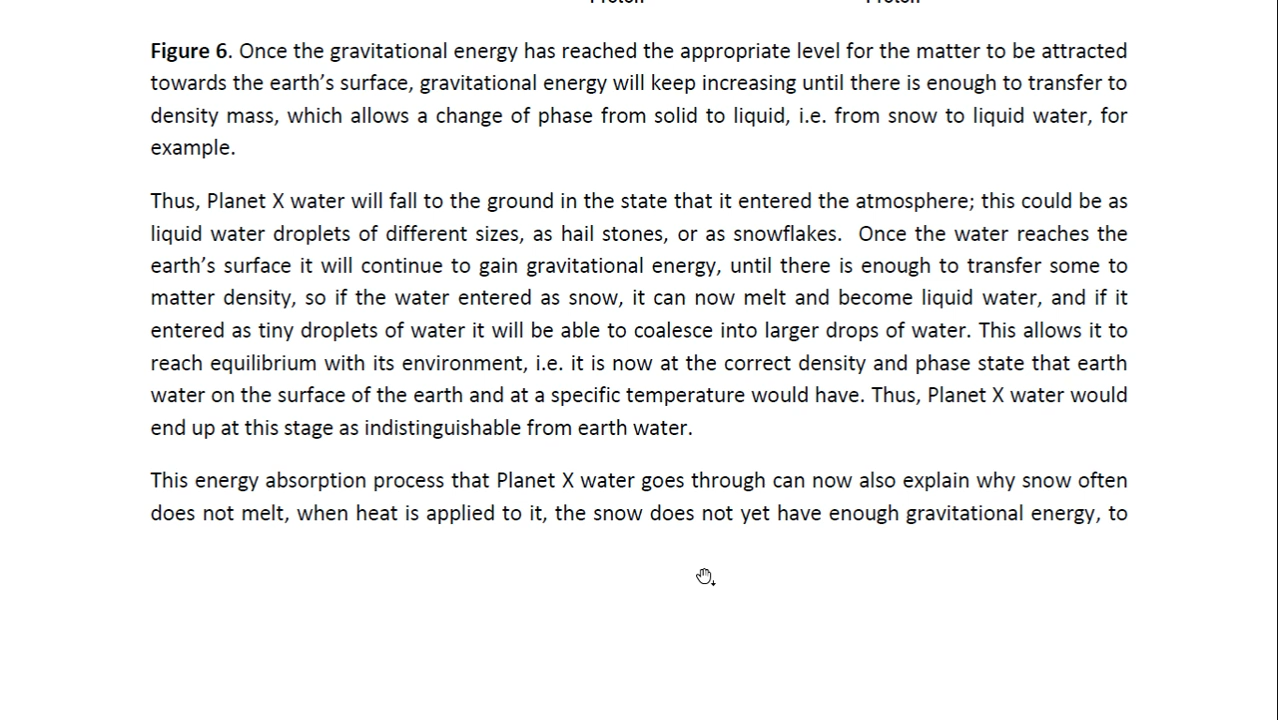 Figure 6. Once the gravitational energy has reached the appropriate level for the matter to be attracted
towards the earth's surface, gravitational energy will keep increasing until there is enough to transfer to
density mass, which allows a change of phase from solid to liquid, i.e. from snow to liquid water, for
example.
Thus, Planet X water will fall to the ground in the state that it entered the atmosphere; this could be as
liquid water droplets of different sizes, as hail stones, or as snowflakes.  Once the water reaches the
earth's surface it will continue to gain gravitational energy, until there is enough to transfer some to
matter density, so if the water entered as snow, it can now melt and become liquid water, and if it
entered as tiny droplets of water it will be able to coalesce into larger drops of water. This allows it to
reach equilibrium with its environment, i.e. it is now at the correct density and phase state that earth
water on the surface of the earth and at a specific temperature would have. Thus, Planet X water would
end up at this stage as indistinguishable from earth water.
This energy absorption process that Planet X water goes through can now also explain why snow often
does not melt, when heat is applied to it, the snow does not yet have enough gravitational energy, to